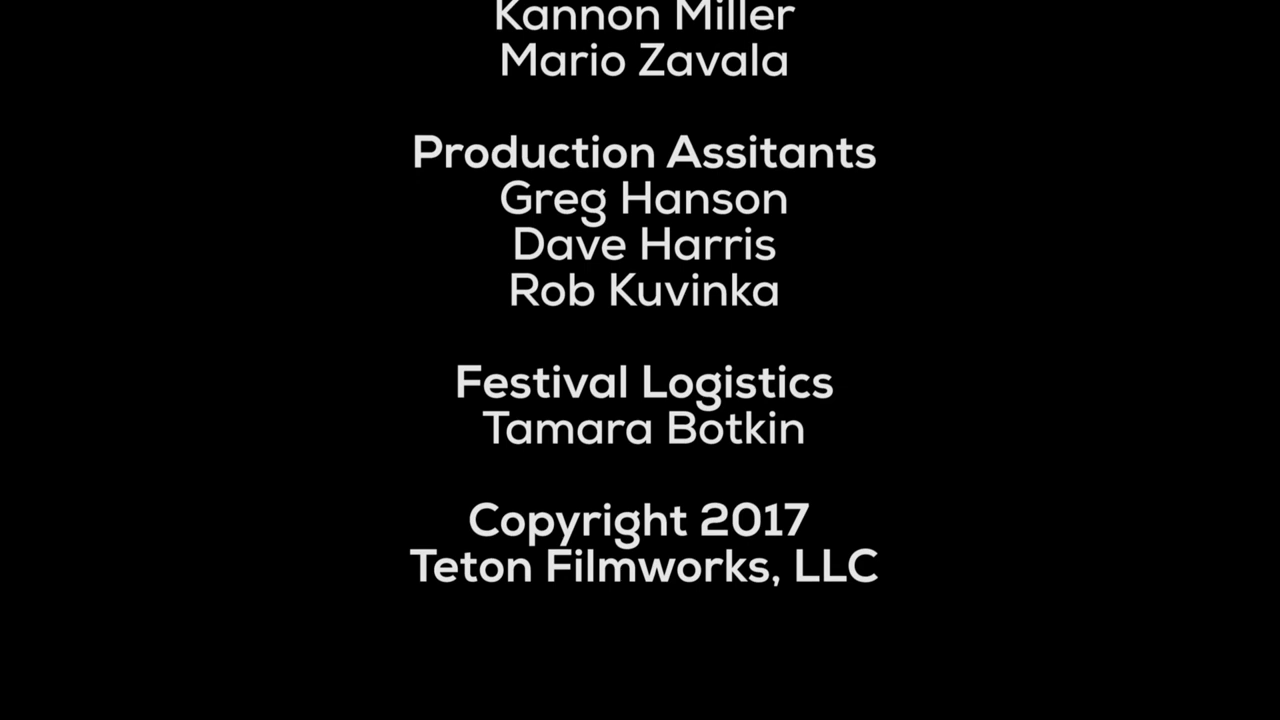 Kannon Miller
Mario Zavala
Production Assitants
Greg Hanson
Dave Harris
Rob Kuvinka
Festival Logistics
Tamara Botkin
Copyright 2017
Teton Filmworks, LLC